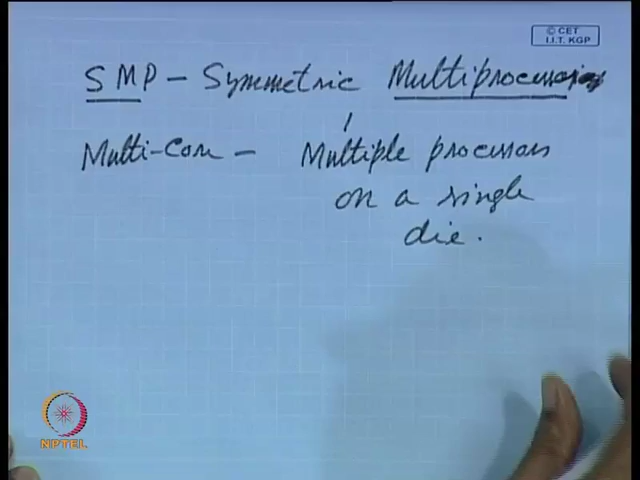 © CET
I.I.T. KGP
SMP - Symmetric Multiprocessing
Multi-Core - Multiple processors
on a single
die.
NPTEL